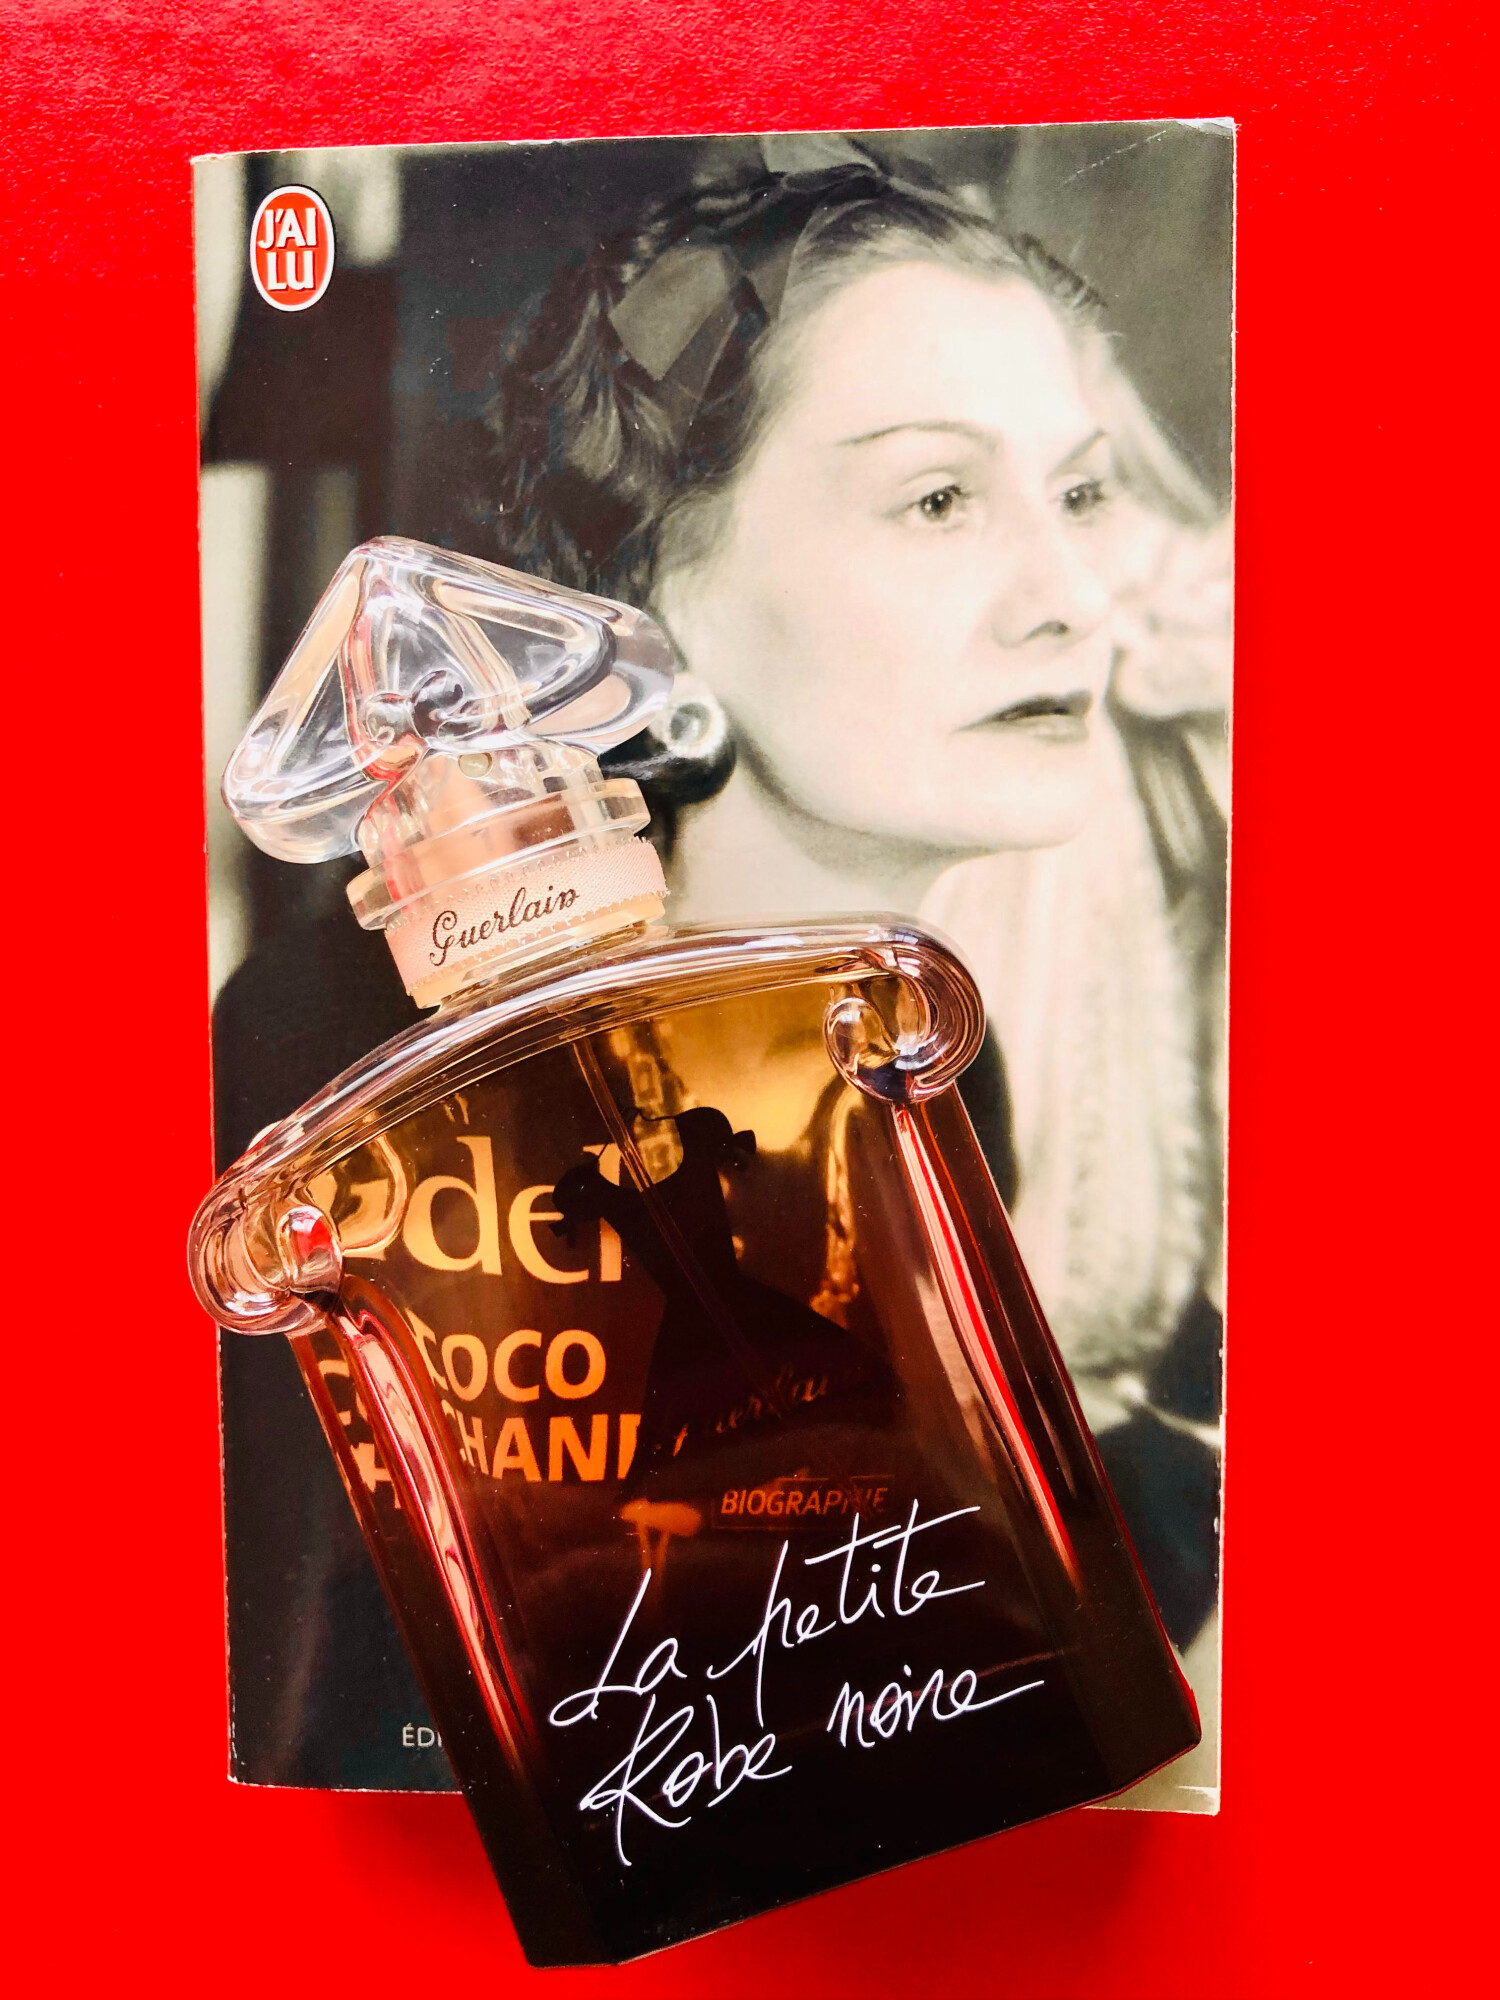 J'AI
LU
Guerlain
COCO
BIOGRAPHIE
La petite
Robe noire